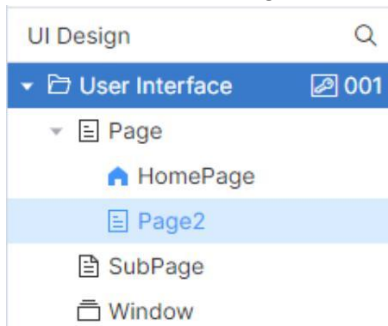 UI Design
User Interface 001
Page
HomePage
Page2
SubPage
Window